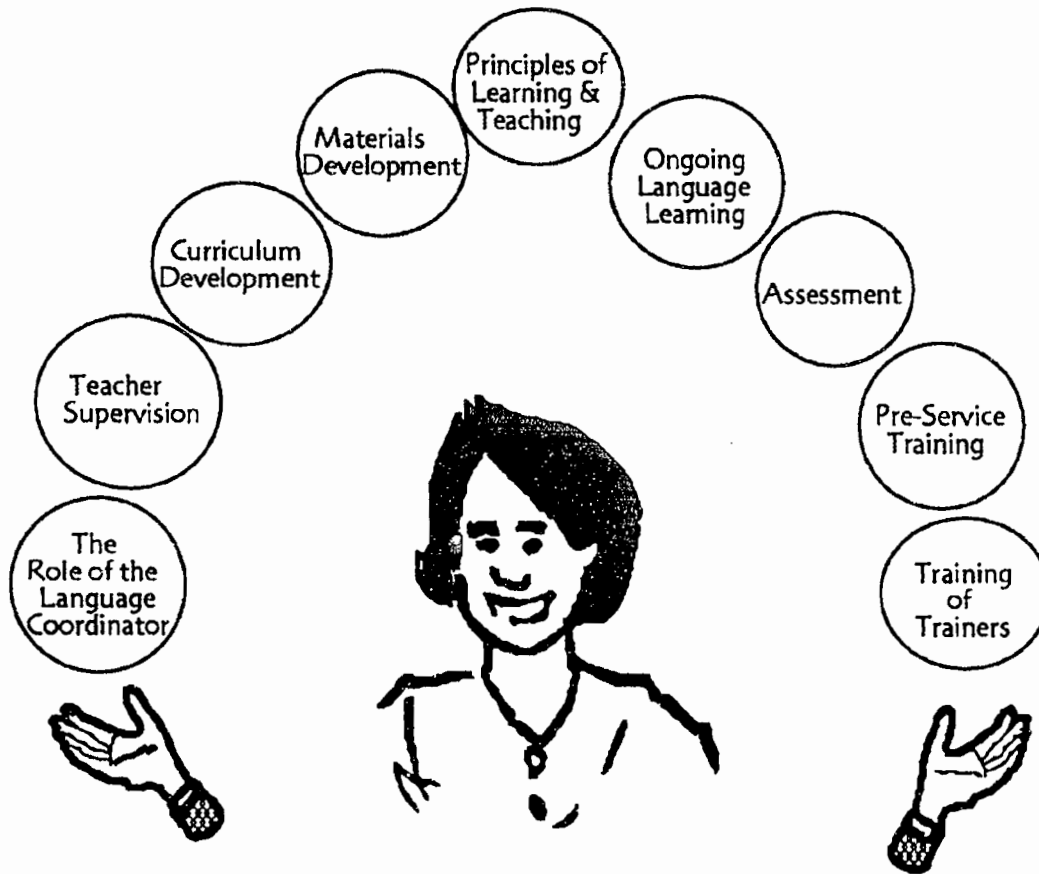 The
Role of the
Language
Coordinator
Teacher
Supervision
Curriculum
Development
Materials
Development
Principles of
Learning &
Teaching
Ongoing
Language
Learning
Assessment
Pre-Service
Training
Training
of
Trainers